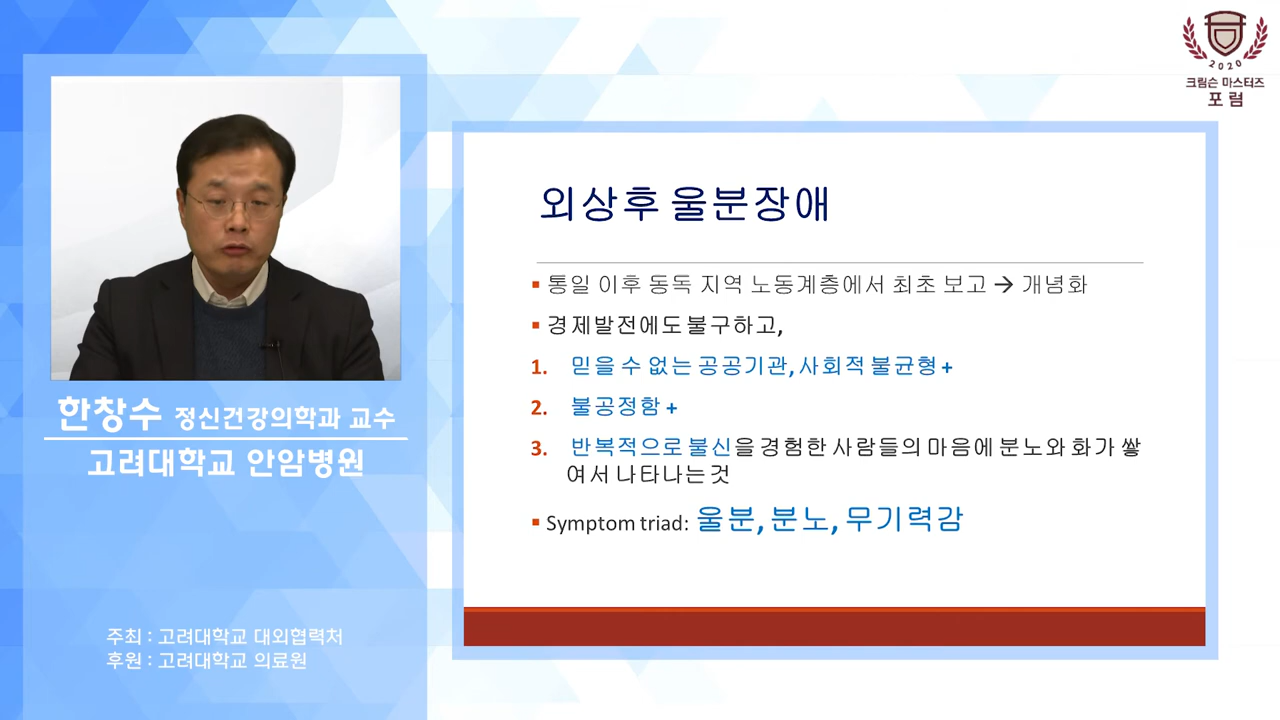 2020
크림슨 마스터즈
포 럼
한창수 정신건강의학과 교수
고려대학교 안암병원
주최 : 고려대학교 대외협력처
후원 : 고려대학교 의료원
외상후 울분장애
▪ 통일 이후 동독 지역 노동계층에서 최초 보고 → 개념화
▪ 경제발전에도 불구하고,
1. 믿을 수 없는 공공기관, 사회적 불균형 +
2. 불공정함 +
3. 반복적으로 불신을 경험한 사람들의 마음에 분노와 화가 쌓
여서 나타나는 것
▪ Symptom triad: 울분, 분노, 무기력감